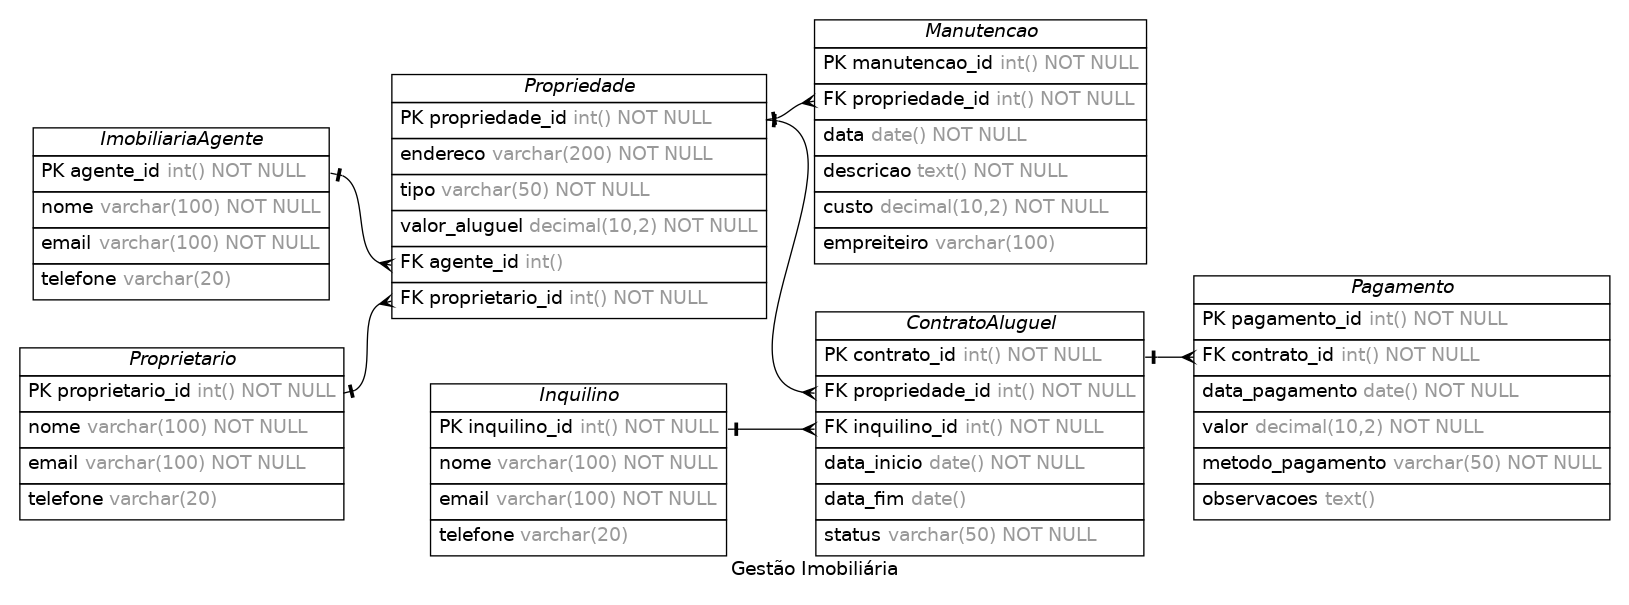 ImobiliariaAgente
PK agente_id int() NOT NULL
nome varchar(100) NOT NULL
email varchar(100) NOT NULL
telefone varchar(20)
Proprietario
PK proprietario_id int() NOT NULL
nome varchar(100) NOT NULL
email varchar(100) NOT NULL
telefone varchar(20)
Propriedade
PK propriedade_id int() NOT NULL
endereco varchar(200) NOT NULL
tipo varchar(50) NOT NULL
valor_aluguel decimal(10,2) NOT NULL
FK agente_id int()
FK proprietario_id int() NOT NULL
Inquilino
PK inquilino_id int() NOT NULL
nome varchar(100) NOT NULL
email varchar(100) NOT NULL
telefone varchar(20)
Manutencao
PK manutencao_id int() NOT NULL
FK propriedade_id int() NOT NULL
data date() NOT NULL
descricao text() NOT NULL
custo decimal(10,2) NOT NULL
empreiteiro varchar(100)
ContratoAluguel
PK contrato_id int() NOT NULL
FK propriedade_id int() NOT NULL
FK inquilino_id int() NOT NULL
data_inicio date() NOT NULL
data_fim date()
status varchar(50) NOT NULL
Pagamento
PK pagamento_id int() NOT NULL
FK contrato_id int() NOT NULL
data_pagamento date() NOT NULL
valor decimal(10,2) NOT NULL
metodo_pagamento varchar(50) NOT NULL
observacoes text()
Gestão Imobiliária